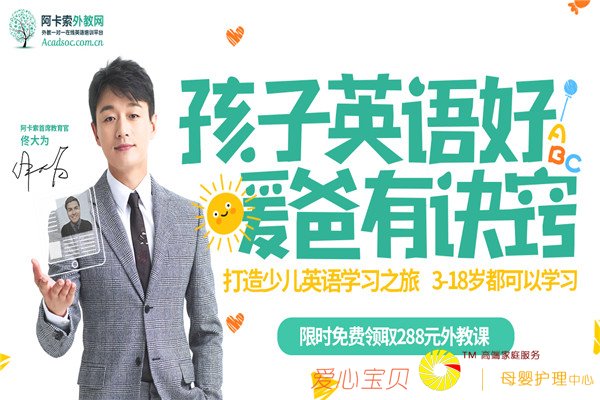 阿卡索外教网
外教一对一在线英语培训平台
Acadsoc.com.cn
阿卡索首席教育官
佟大为
孩子英语好
暖爸有诀窍
ABC
打造少儿英语学习之旅 3-18岁都可以学习
限时免费领取288元外教课
爱心宝贝
TM 高端家庭服务
母婴护理中心